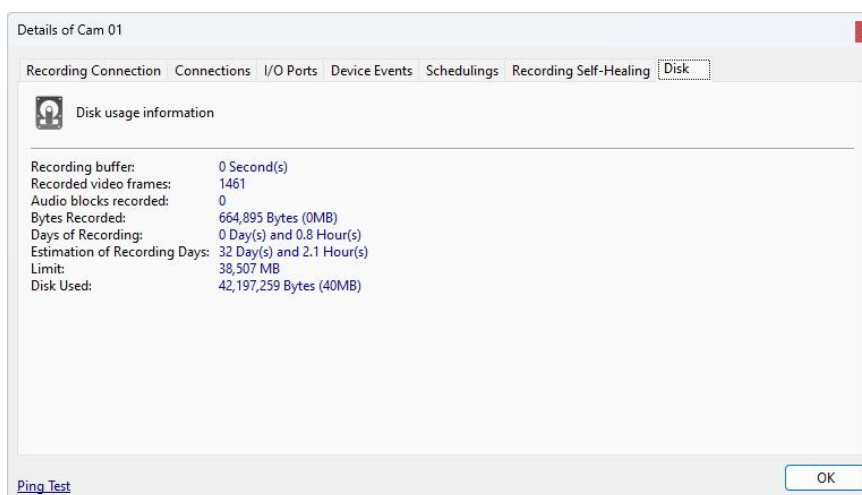 Details of Cam 01
Recording Connection Connections I/O Ports Device Events Schedulings Recording Self-Healing Disk
Disk usage information
Recording buffer: 0 Second(s)
Recorded video frames: 1461
Audio blocks recorded: 0
Bytes Recorded: 664,895 Bytes (0MB)
Days of Recording: 0 Day(s) and 0.8 Hour(s)
Estimation of Recording Days: 32 Day(s) and 2.1 Hour(s)
Limit: 38,507 MB
Disk Used: 42,197,259 Bytes (40MB)
Ping Test OK